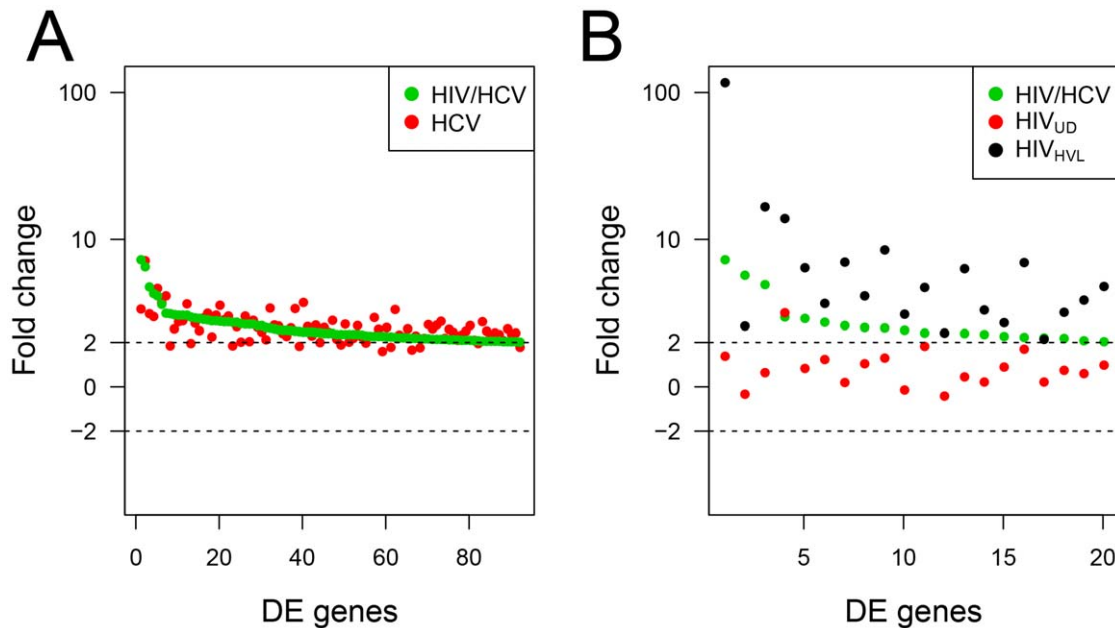 A
Fold change
100
10
2
0
−2
HIV/HCV
HCV
0 20 40 60 80
DE genes
B
Fold change
100
10
2
0
−2
HIV/HCV
HIV_UD
HIV_HVL
5 10 15 20
DE genes